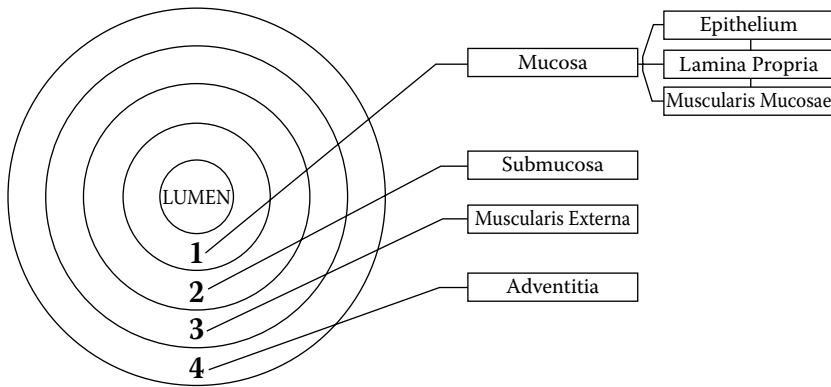 Epithelium
Mucosa
Lamina Propria
Muscularis Mucosae
Submucosa
LUMEN
Muscularis Externa
1
2
Adventitia
3
4